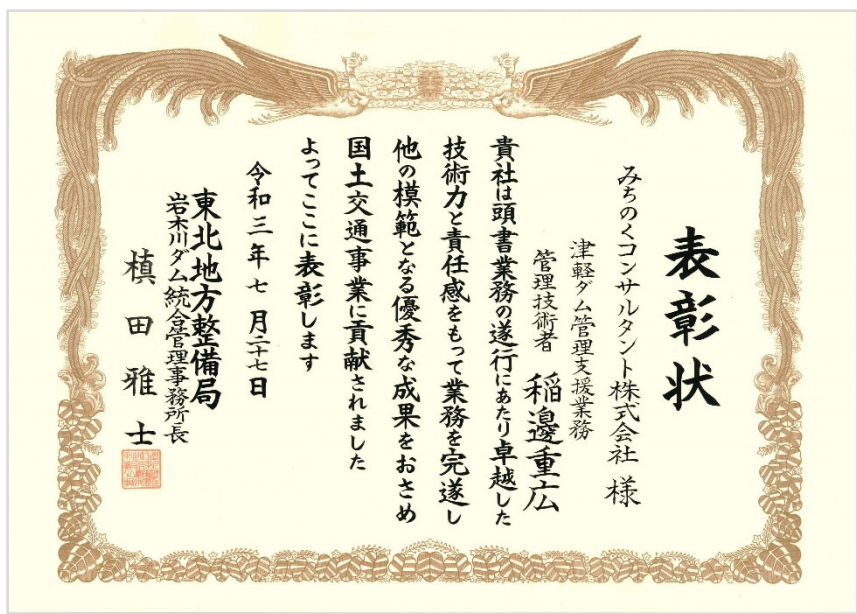 表彰状
みちのくコンサルタント株式会社 様
津軽ダム管理支援業務
管理技術者 稲邊重広
貴社は頭書業務の遂行にあたり卓越した
技術力と責任感をもって業務を完遂し
他の模範となる優秀な成果をおさめ
国土交通事業に貢献されました
よってここに表彰します
令和三年七月二十七日
東北地方整備局
岩木川ダム統合管理事務所長
槙田雅士